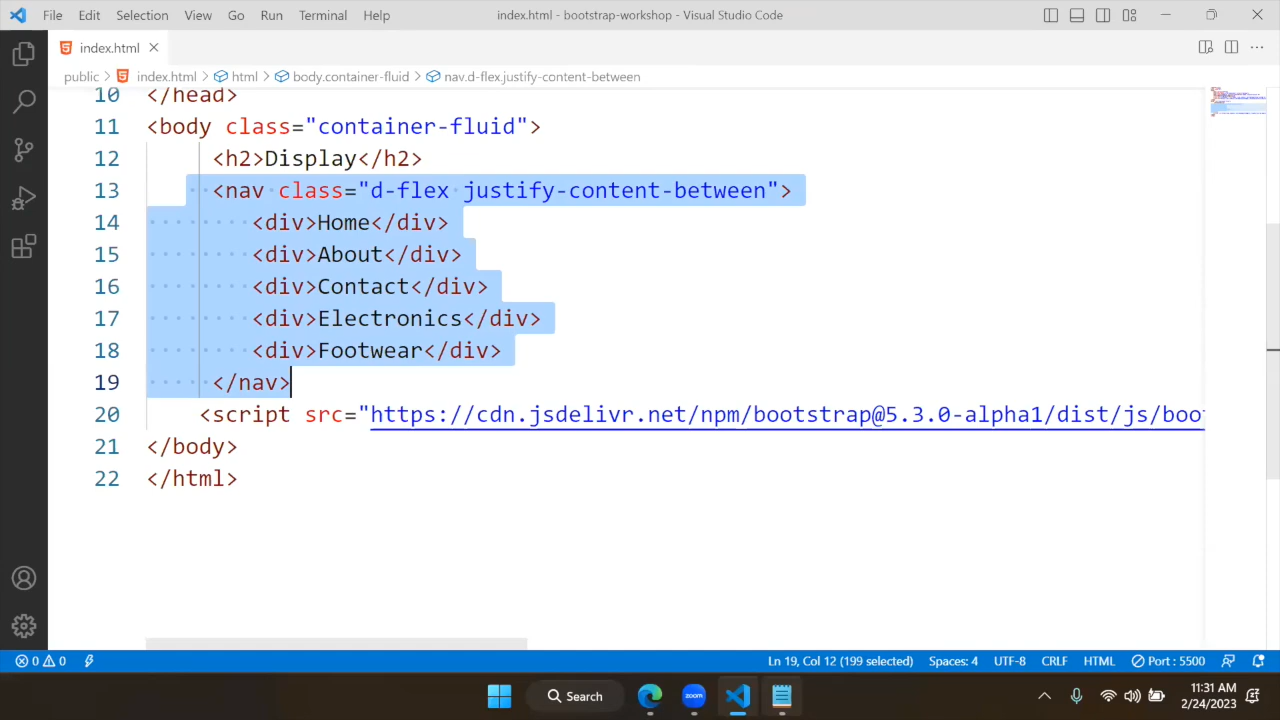 File Edit Selection View Go Run Terminal Help index.html - bootstrap-workshop - Visual Studio Code
index.html
public > index.html > html > body.container-fluid > nav.d-flex.justify-content-between
10 </head>
11 <body class="container-fluid">
12 <h2>Display</h2>
13 <nav class="d-flex justify-content-between">
14 <div>Home</div>
15 <div>About</div>
16 <div>Contact</div>
17 <div>Electronics</div>
18 <div>Footwear</div>
19 </nav>
20 <script src="https://cdn.jsdelivr.net/npm/bootstrap@5.3.0-alpha1/dist/js/boo
21 </body>
22 </html>
0 0 Ln 19, Col 12 (199 selected) Spaces: 4 UTF-8 CRLF HTML Port : 5500
Search zoom 11:31 AM
2/24/2023